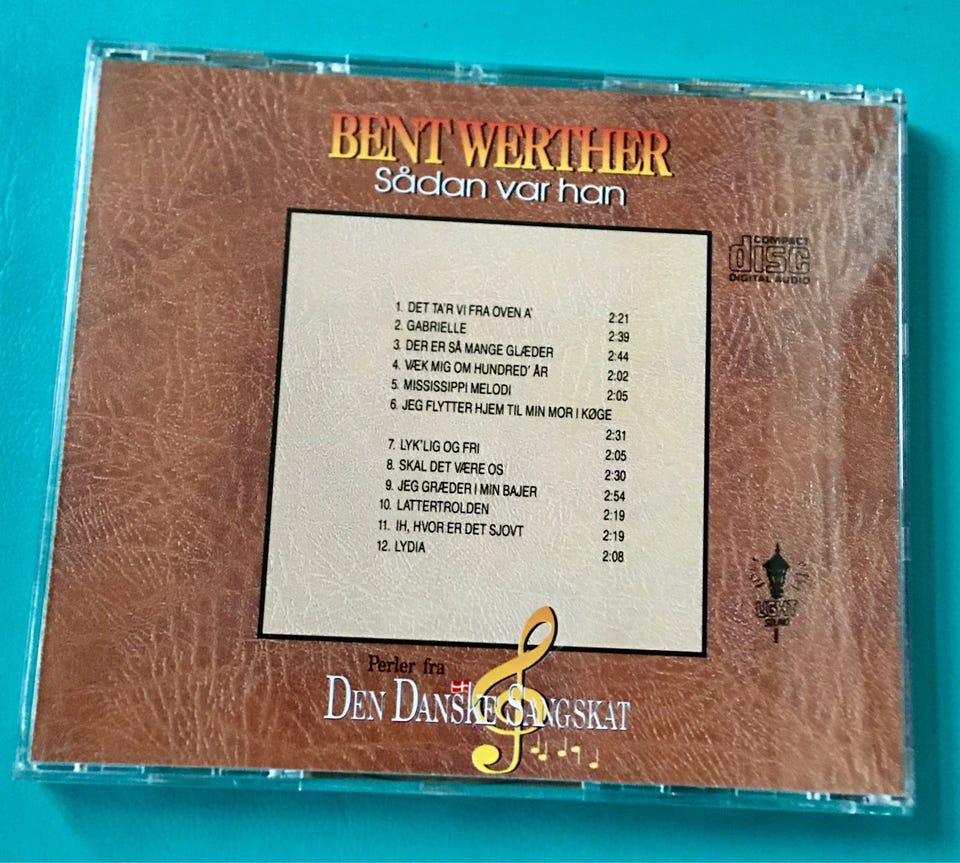 BENT WERTHER
Sådan var han
COMPACT
disc
DIGITAL AUDIO
1. DET TA'R VI FRA OVEN A' 2:21
2. GABRIELLE 2:39
3. DER ER SÅ MANGE GLÆDER 2:44
4. VÆK MIG OM HUNDRED' ÅR 2:02
5. MISSISSIPPI MELODI 2:05
6. JEG FLYTTER HJEM TIL MIN MOR I KØGE
2:31
7. LYK'LIG OG FRI 2:05
8. SKAL DET VÆRE OS 2:30
9. JEG GRÆDER I MIN BAJER 2:54
10. LATTERTROLDEN 2:19
11. IH, HVOR ER DET SJOVT 2:19
12. LYDIA 2:08
LIGHT
SOUND
Perler fra
DEN DANSKE SANGSKAT